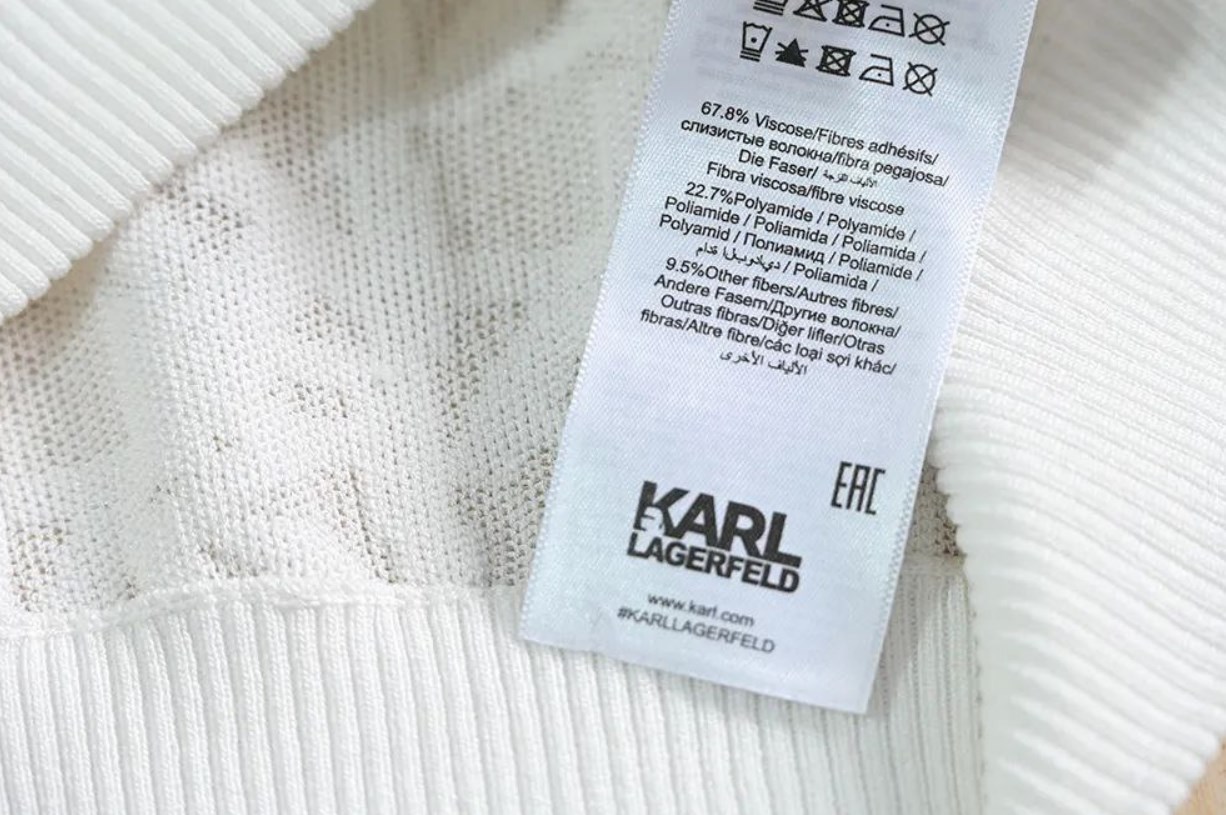 67.8% Viscose/Fibres adhésifs/
слизистые волокна/fibra pegajosa/
Die Faser/
Fibra viscosa/fibre viscose
22.7%Polyamide / Polyamide /
Poliamide / Poliamida / Poliamida /
Polyamid / Полиамид / Poliamide /
/ Poliamida /
9.5%Other fibers/Autres fibres/
Andere Fasern/Другие волокна/
Outras fibras/Diğer lifler/Otras
fibras/Altre fibre/các loại sợi khác/
الألياف الأخرى
EAC
KARL
LAGERFELD
www.karl.com
#KARLLAGERFELD